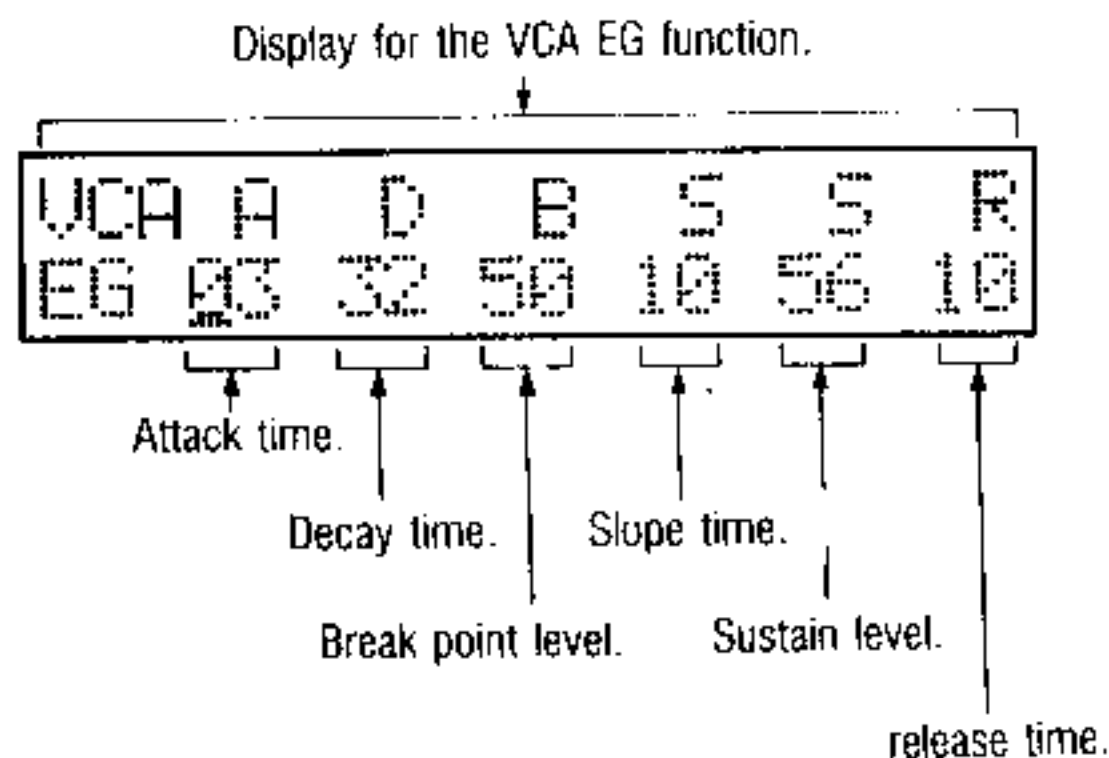 Display for the VCA EG function.
VCA A D B S S R
EG 03 32 50 10 56 10
Attack time.
Decay time. Slope time.
Break point level. Sustain level.
release time.